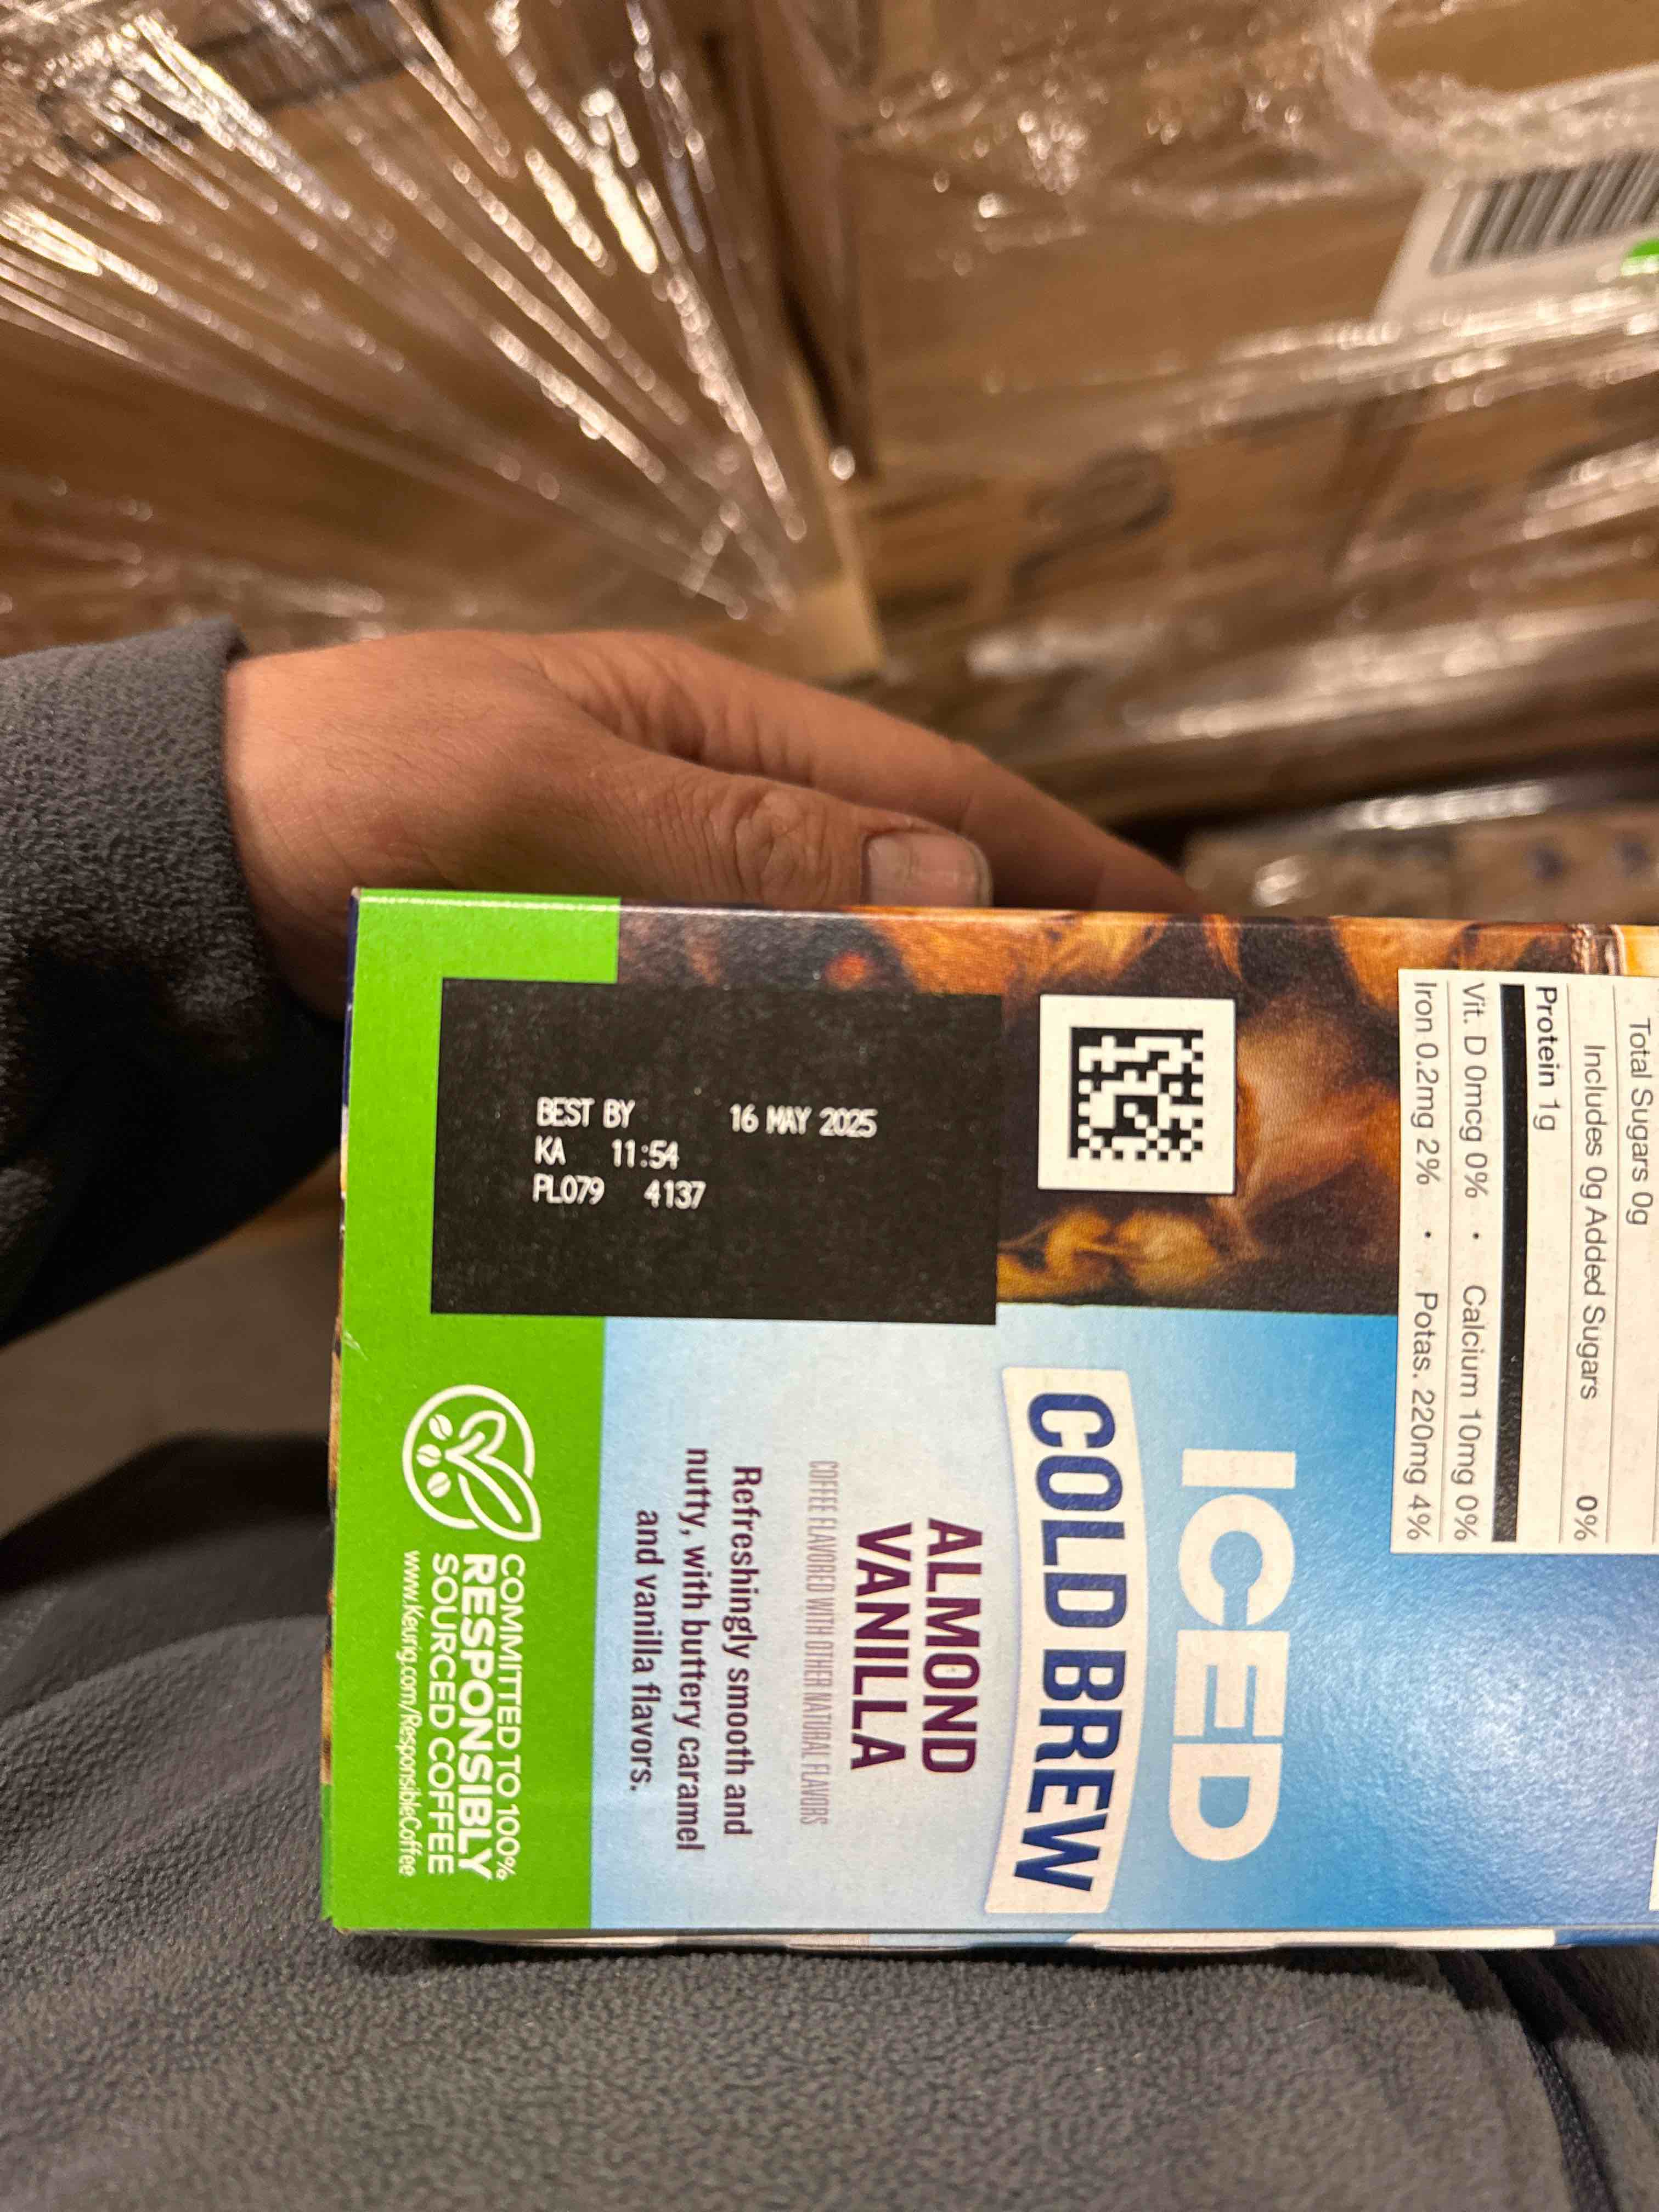 BEST BY 16 MAY 2025
KA 11:54
PL079 4137
Total Sugars 0g
Includes 0g Added Sugars 0%
Protein 1g
Vit. D 0mcg 0% • Calcium 10mg 0%
Iron 0.2mg 2% • Potas. 220mg 4%
ICED
COLD BREW
ALMOND
VANILLA
COFFEE FLAVORED WITH OTHER NATURAL FLAVORS
Refreshingly smooth and
nutty, with buttery caramel
and vanilla flavors.
COMMITTED TO 100%
RESPONSIBLY
SOURCED COFFEE
www.Keurig.com/ResponsibleCoffee